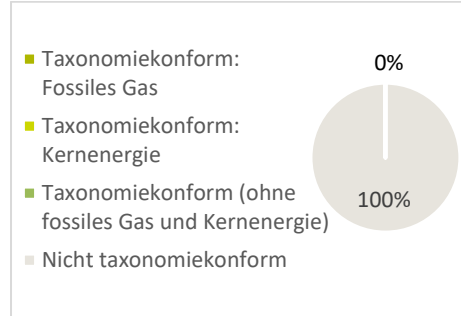 Taxonomiekonform:
Fossiles Gas
Taxonomiekonform:
Kernenergie
Taxonomiekonform (ohne
fossiles Gas und Kernenergie)
Nicht taxonomiekonform
0%
100%